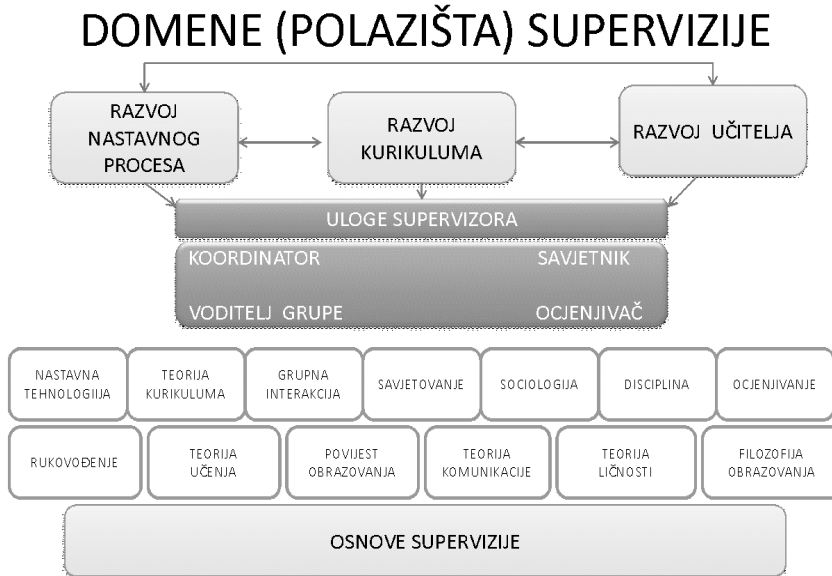 DOMENE (POLAZIŠTA) SUPERVIZIJE
RAZVOJ
NASTAVNOG
PROCESA
RAZVOJ
KURIKULUMA
RAZVOJ UČITELJA
ULOGE SUPERVIZORA
KOORDINATOR
SAVJETNIK
VODITELJ GRUPE
OCJENJIVAČ
NASTAVNA
TEHNOLOGIIJA
TEORIJA
KURIKULUMA
GRUPNA
INTERAKCIJA
SAVJETOVANJE
SOCIOLOGIJA
DISCIPLINA
OCJENJIVANJE
RUKOVOĐENJE
TEORIJA
UČENJA
POVIJEST
OBRAZOVANJA
TEORIJA
KOMUNIKACIJE
TEORIJA
LIČNOSTI
FILOZOFIJA
OBRAZOVANJA
OSNOVE SUPERVIZIJE